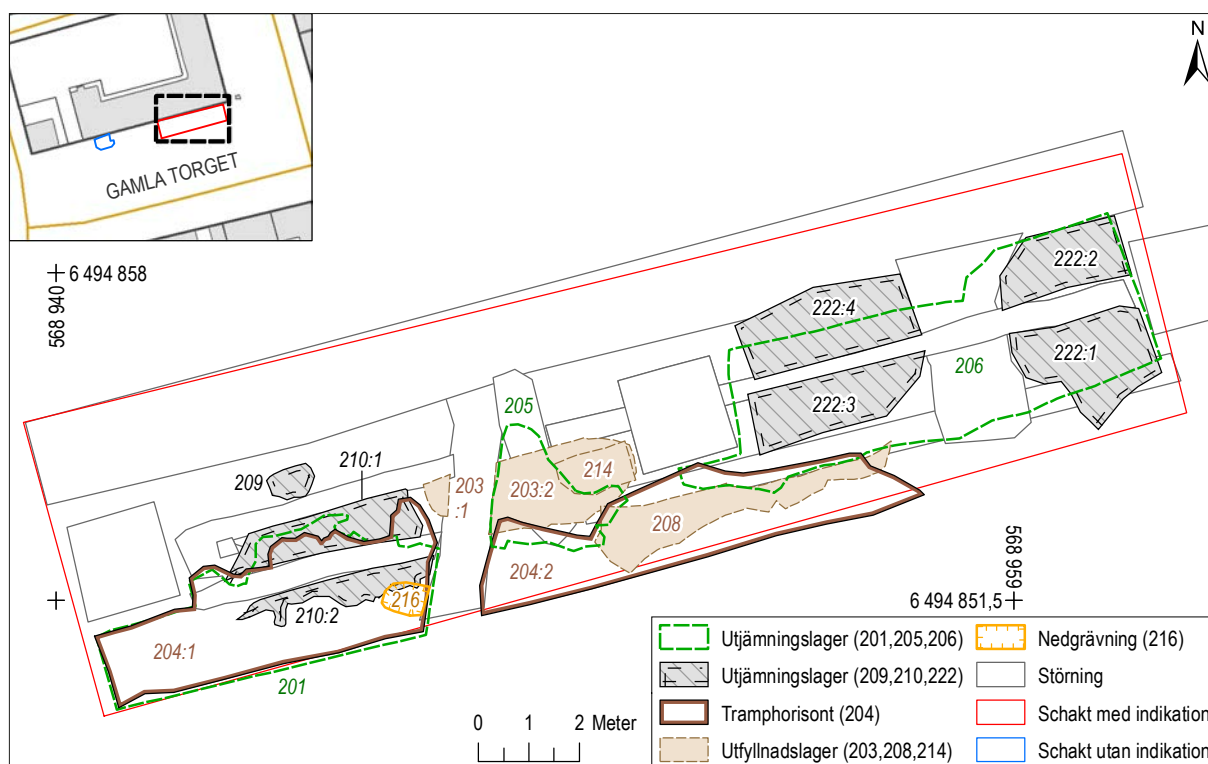 GAMLA TORGET
N
6 494 858
568 940
222:2
222:4
222:1
206
222:3
205
210:1
209
214
203
:1
203:2
208
568 959
204:2
216
6 494 851,5
210:2
204:1
201
0 1 2 Meter
Utjämningslager (201,205,206)
Utjämningslager (209,210,222)
Tramphorisont (204)
Utfyllnadslager (203,208,214)
Nedgrävning (216)
Störning
Schakt med indikation
Schakt utan indikation